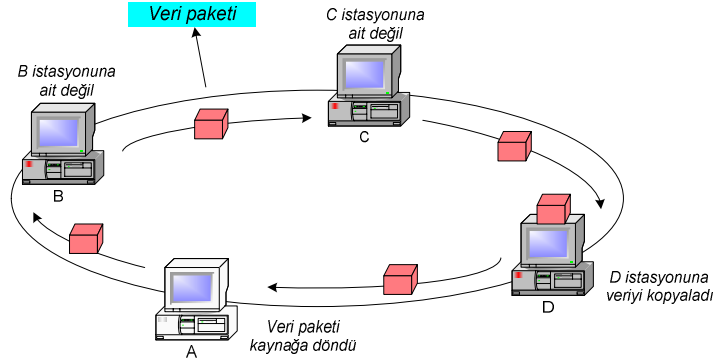 Veri paketi
C istasyonuna
ait değil
B istasyonuna
ait değil
C
B
D
D istasyonuna
veriyi kopyaladı
A
Veri paketi
kaynağa döndü